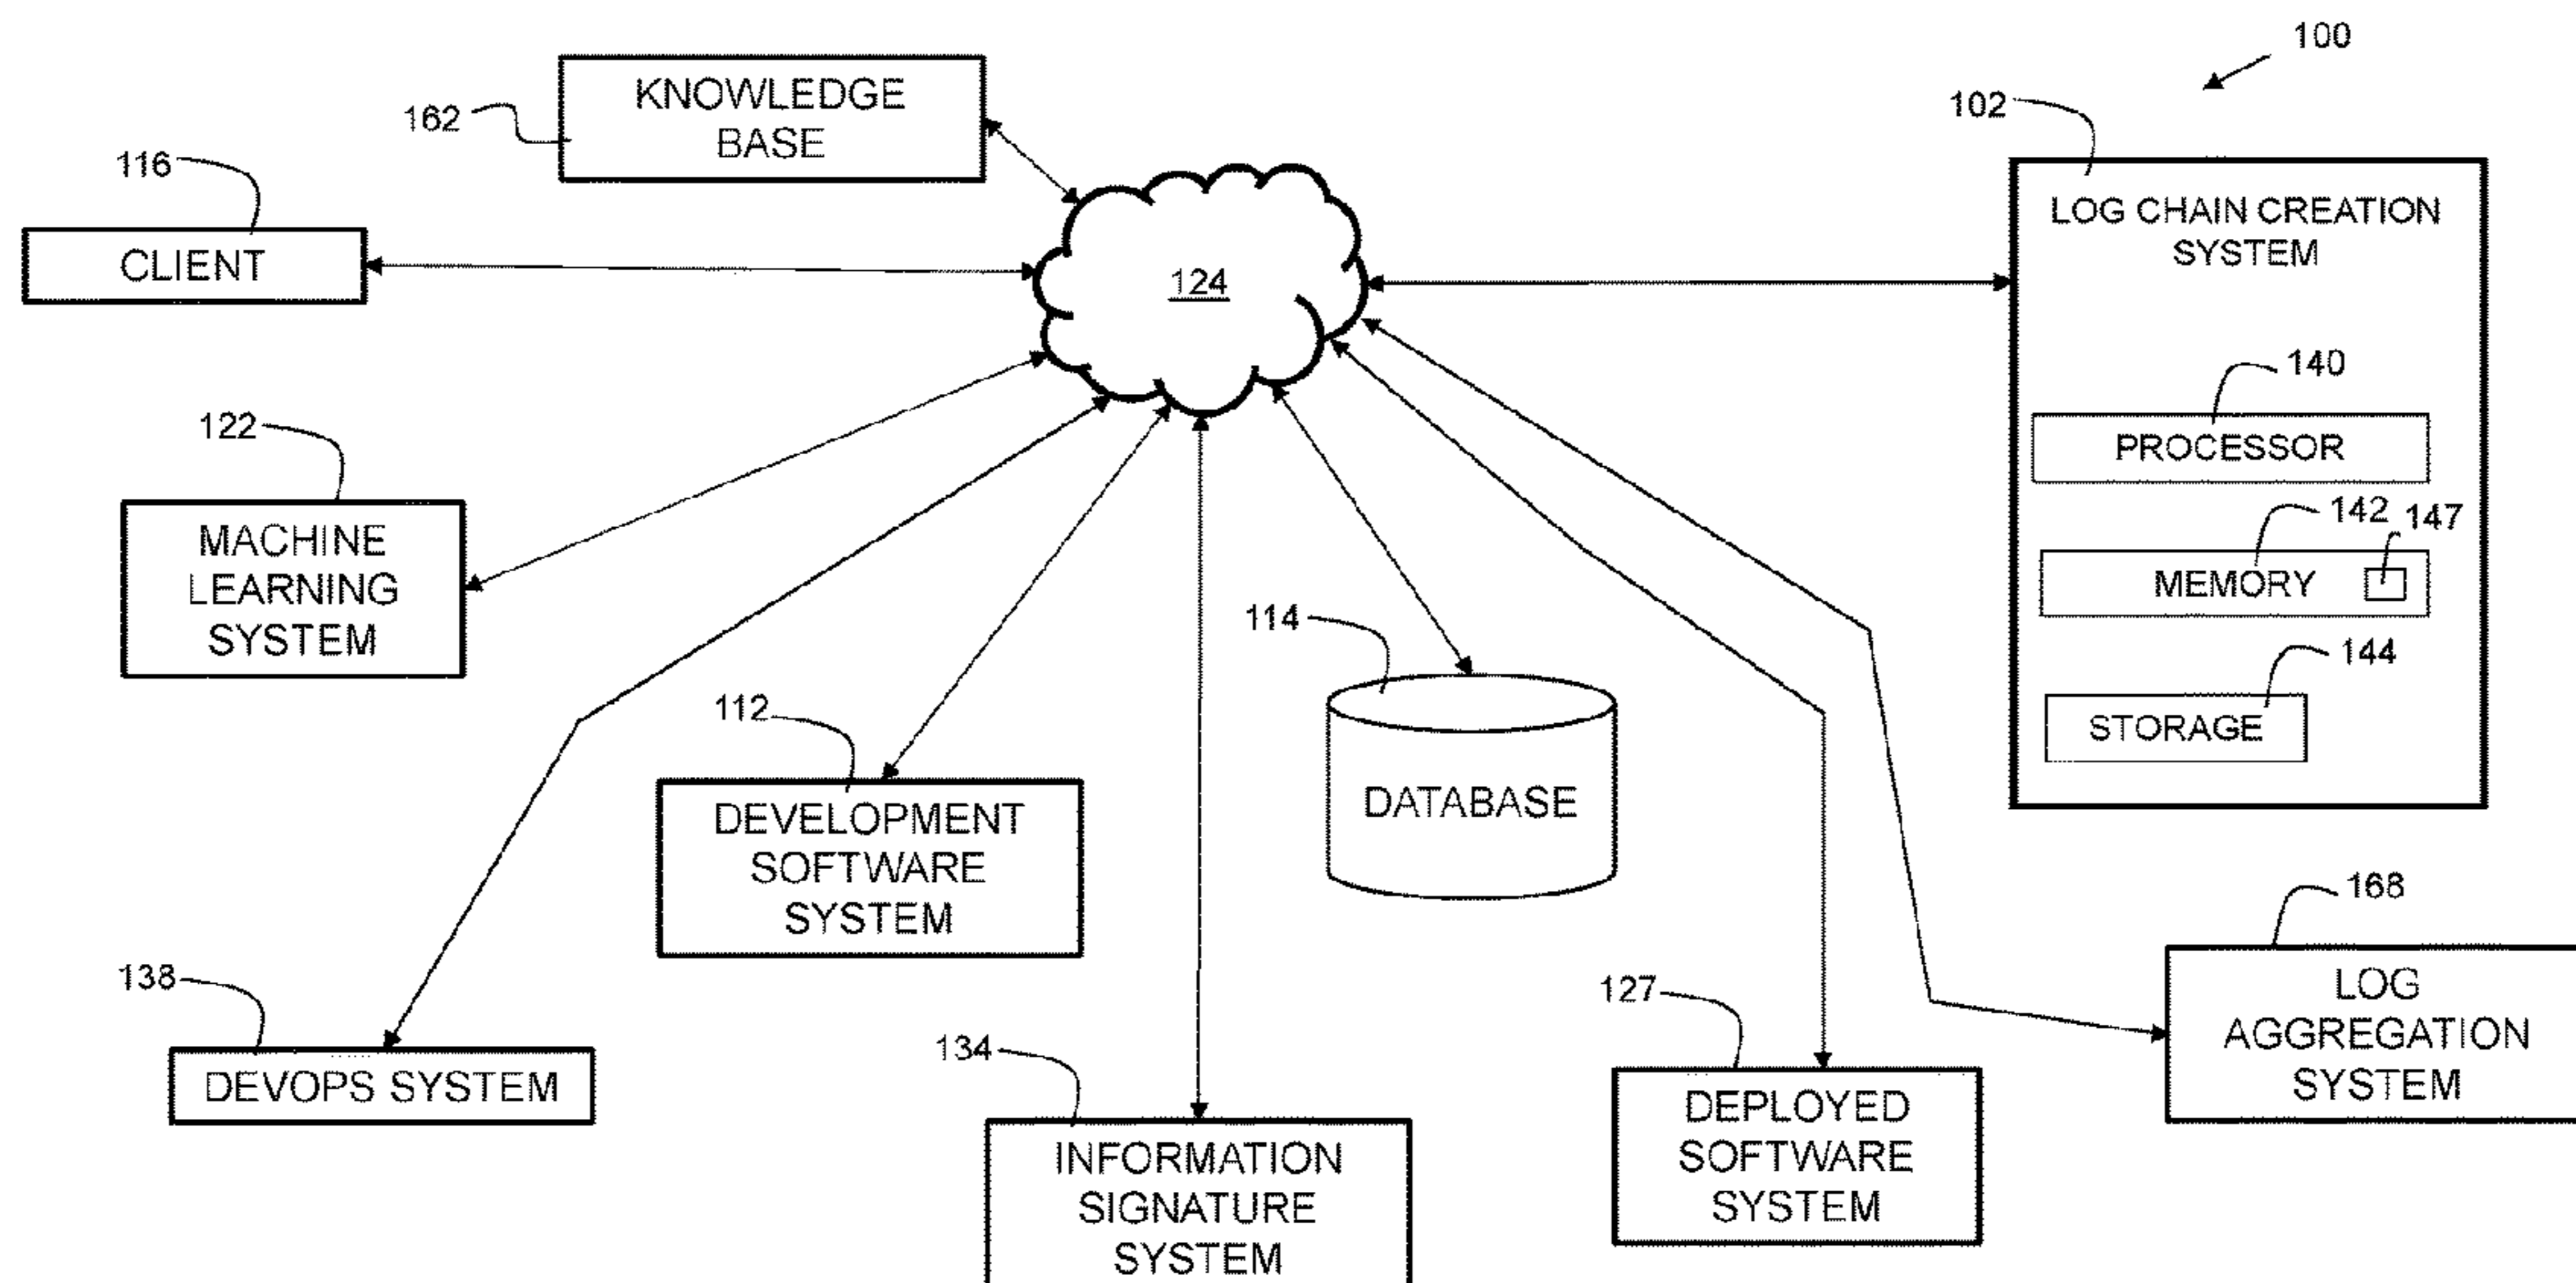 100
KNOWLEDGE
BASE
162
102
116
LOG CHAIN CREATION
SYSTEM
CLIENT
124
140
122
PROCESSOR
142
147
MACHINE
LEARNING
SYSTEM
MEMORY
114
144
112
STORAGE
DEVELOPMENT
SOFTWARE
SYSTEM
DATABASE
168
138
127
LOG
AGGREGATION
SYSTEM
134
DEVOPS SYSTEM
DEPLOYED
SOFTWARE
SYSTEM
INFORMATION
SIGNATURE
SYSTEM